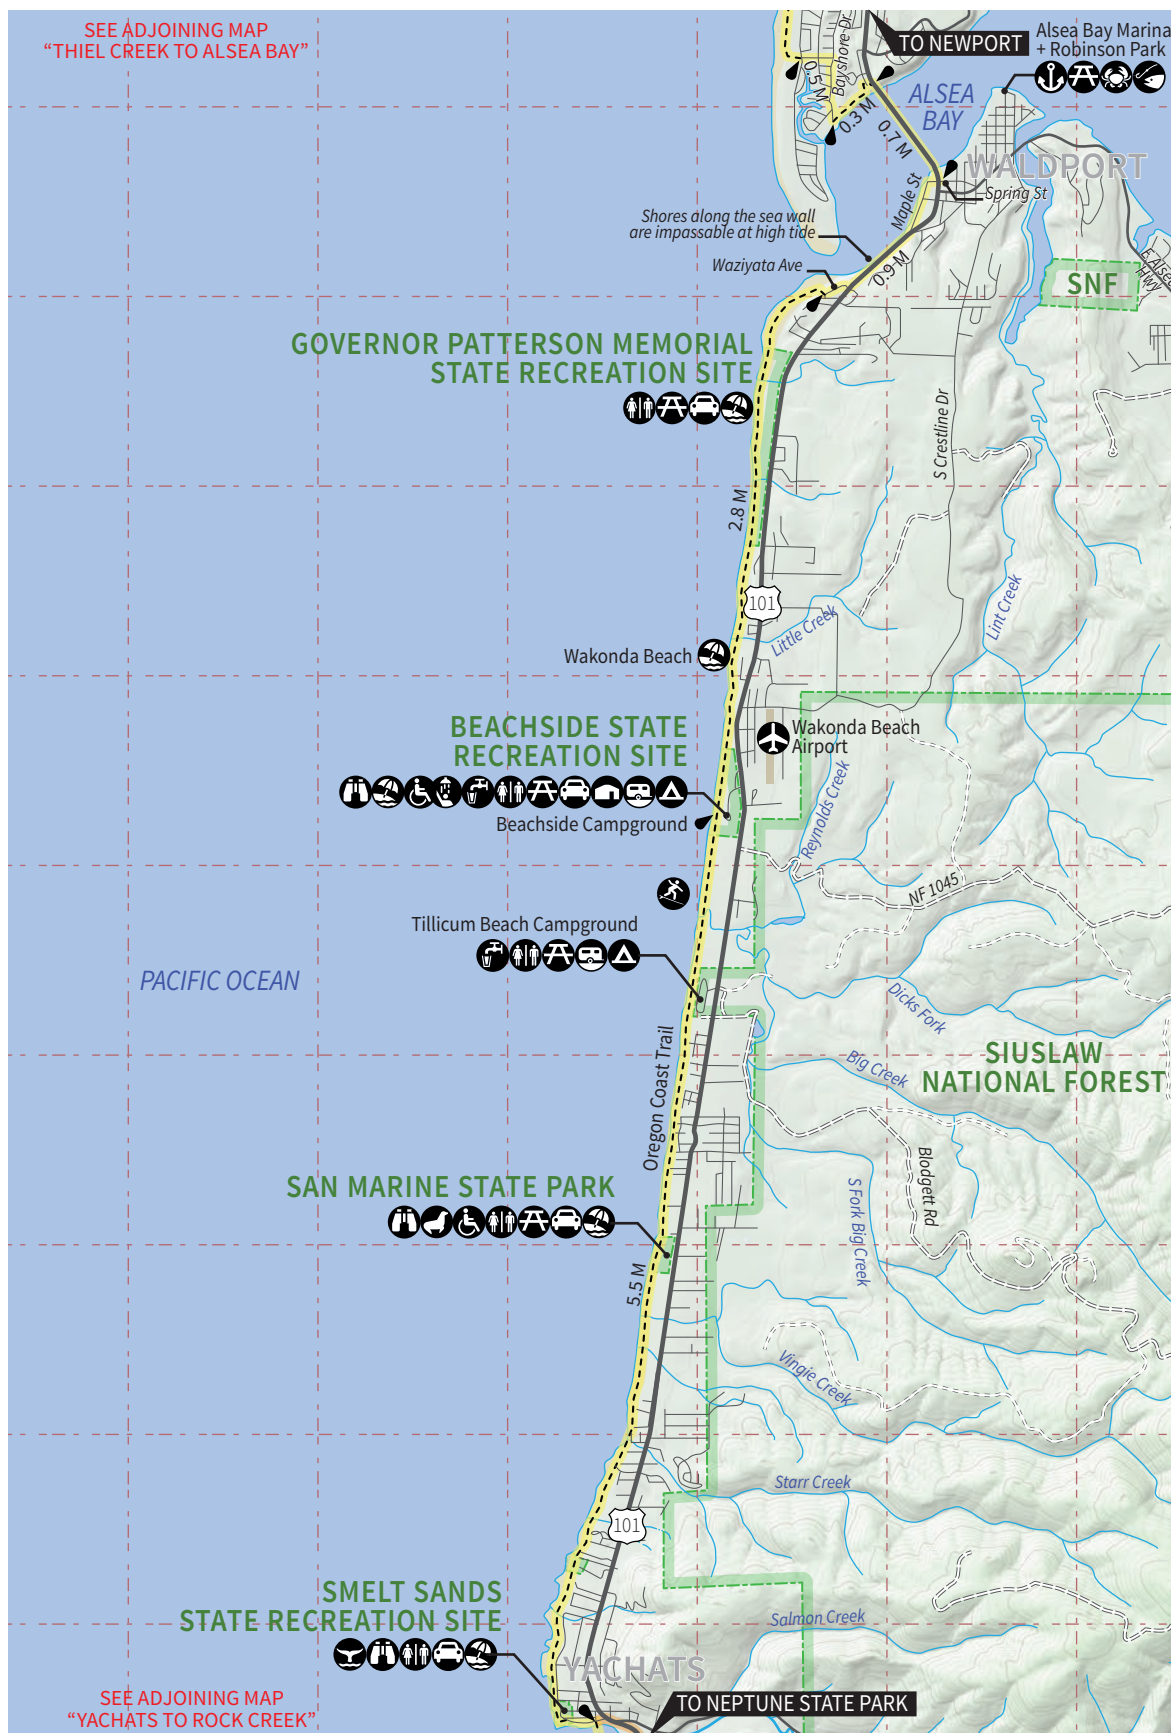 SEE ADJOINING MAP
“THIEL CREEK TO ALSEA BAY”
TO NEWPORT
Alsea Bay Marina
+ Robinson Park
Bayshore Dr
0.5 M
0.3 M
0.7 M
ALSEA
BAY
WALDPORT
Spring St
Maple St
Shores along the sea wall
are impassable at high tide
Waziyata Ave
0.9 M
E Alsea
Hwy
SNF
GOVERNOR PATTERSON MEMORIAL
STATE RECREATION SITE
S Crestline Dr
2.8 M
101
Little Creek
Lint Creek
Wakonda Beach
BEACHSIDE STATE
RECREATION SITE
Wakonda Beach
Airport
Reynolds Creek
Beachside Campground
NF 1045
Tillicum Beach Campground
PACIFIC OCEAN
Dicks Fork
Oregon Coast Trail
Big Creek
SIUSLAW
NATIONAL FOREST
Blodgett Rd
SAN MARINE STATE PARK
S Fork Big Creek
5.5 M
Vingie Creek
Starr Creek
101
SMELT SANDS
STATE RECREATION SITE
Salmon Creek
YACHATS
SEE ADJOINING MAP
“YACHATS TO ROCK CREEK”
TO NEPTUNE STATE PARK